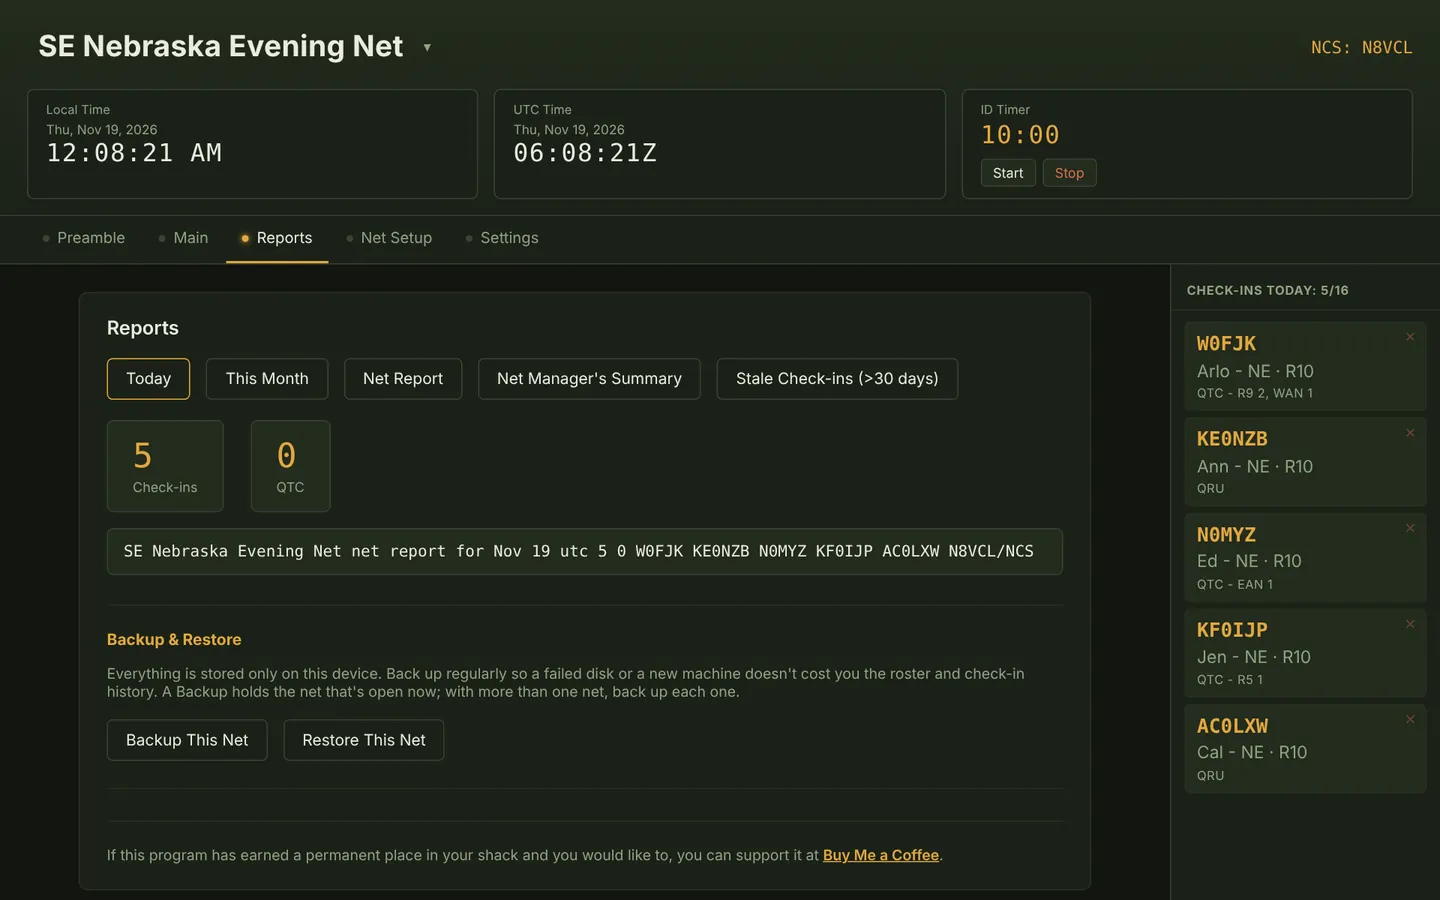 SE Nebraska Evening Net ▼
NCS: N8VCL
Local Time
Thu, Nov 19, 2026
12:08:21 AM
UTC Time
Thu, Nov 19, 2026
06:08:21Z
ID Timer
10:00
Start Stop
Preamble Main Reports Net Setup Settings
Reports
Today This Month Net Report Net Manager's Summary Stale Check-ins (>30 days)
5
Check-ins
0
QTC
SE Nebraska Evening Net net report for Nov 19 utc 5 0 W0FJK KE0NZB N0MYZ KF0IJP AC0LXW N8VCL/NCS
Backup & Restore
Everything is stored only on this device. Back up regularly so a failed disk or a new machine doesn't cost you the roster and check-in
history. A Backup holds the net that's open now; with more than one net, back up each one.
Backup This Net Restore This Net
If this program has earned a permanent place in your shack and you would like to, you can support it at Buy Me a Coffee.
CHECK-INS TODAY: 5/16
W0FJK ×
Arlo - NE · R10
QTC - R9 2, WAN 1
KE0NZB ×
Ann - NE · R10
QRU
N0MYZ ×
Ed - NE · R10
QTC - EAN 1
KF0IJP ×
Jen - NE · R10
QTC - R5 1
AC0LXW ×
Cal - NE · R10
QRU